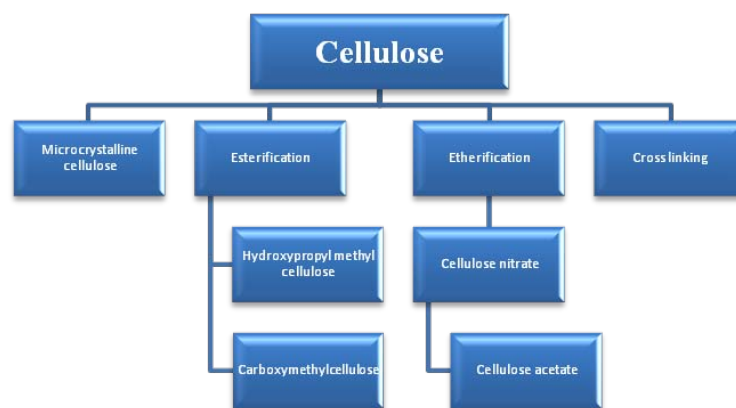 Cellulose
Microcrystalline
cellulose
Esterification
Etherification
Cross linking
Hydroxypropyl methyl
cellulose
Cellulose nitrate
Carboxymethylcellulose
Cellulose acetate